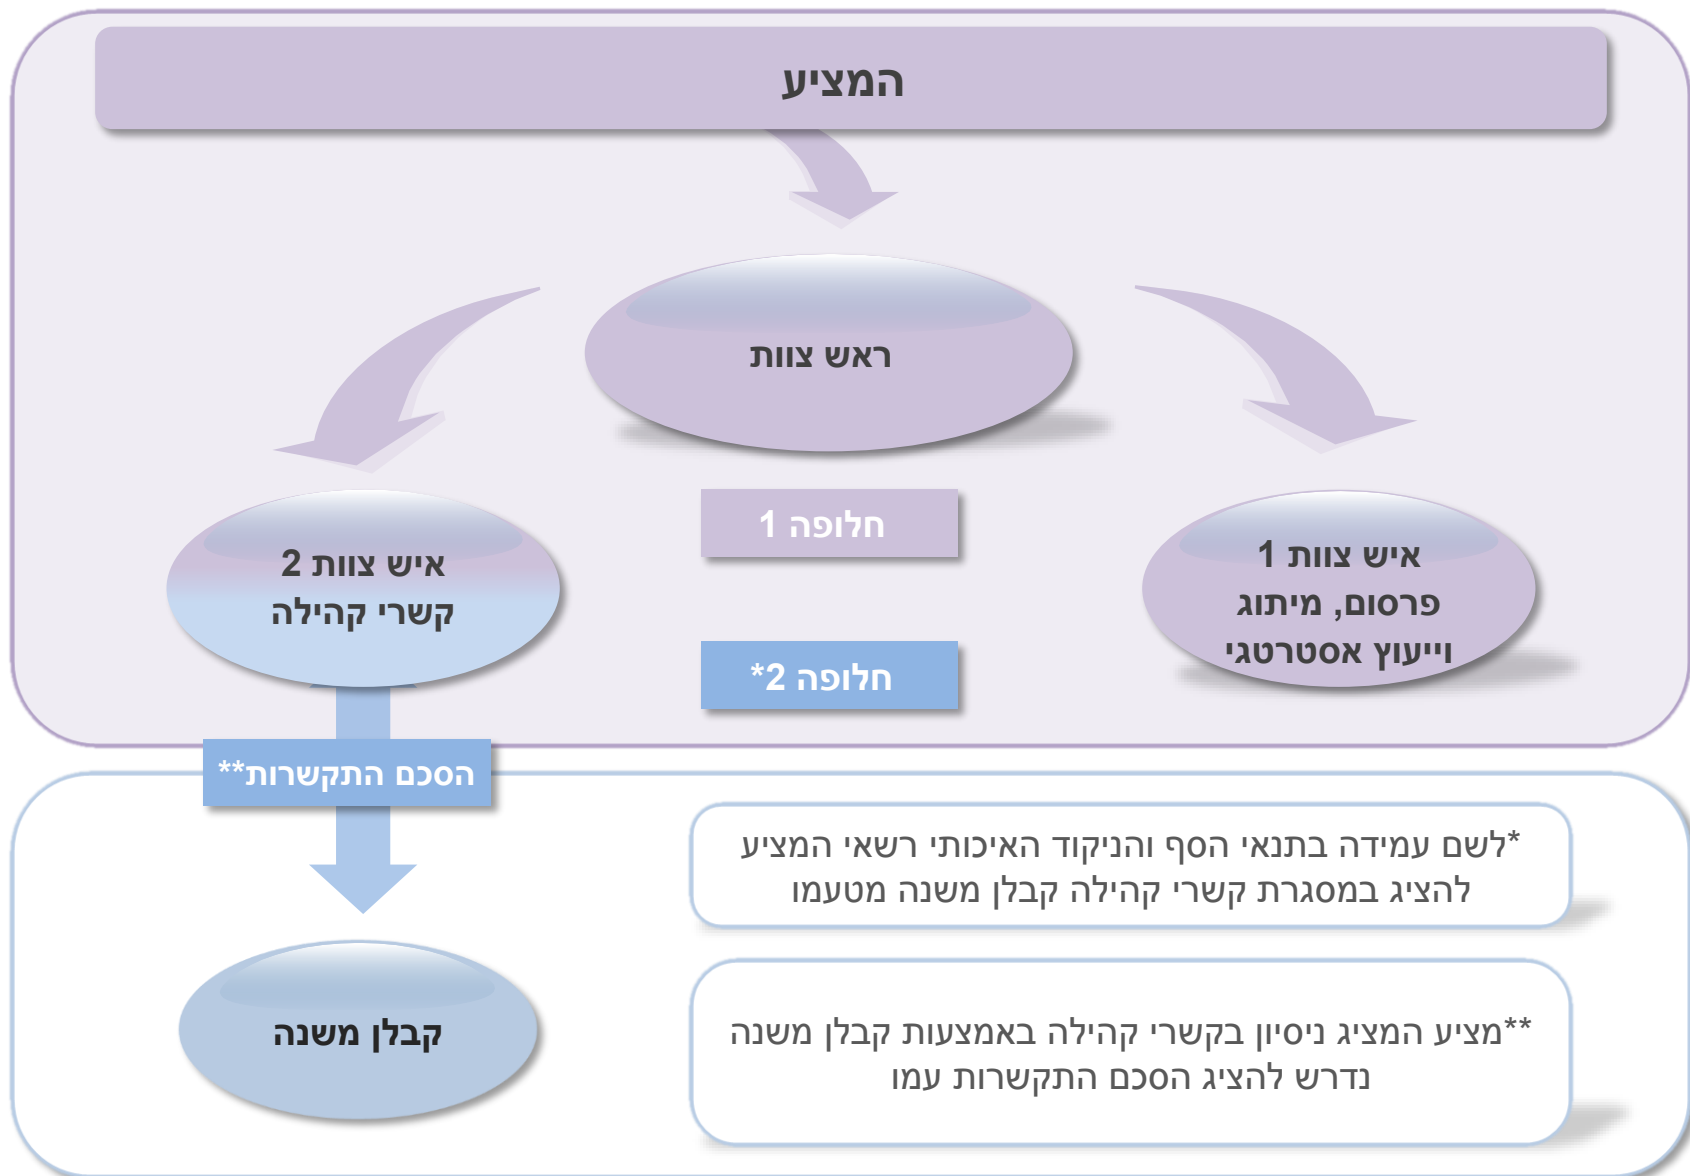 המציע
ראש צוות
איש צוות 1
פרסום, מיתוג
וייעוץ אסטרטגי
חלופה 1
איש צוות 2
קשרי קהילה
חלופה 2*
הסכם התקשרות**
*לשם עמידה בתנאי הסף והניקוד האיכותי רשאי המציע
להציג במסגרת קשרי קהילה קבלן משנה מטעמו
קבלן משנה
**מציע המציג ניסיון בקשרי קהילה באמצעות קבלן משנה
נדרש להציג הסכם התקשרות עמו